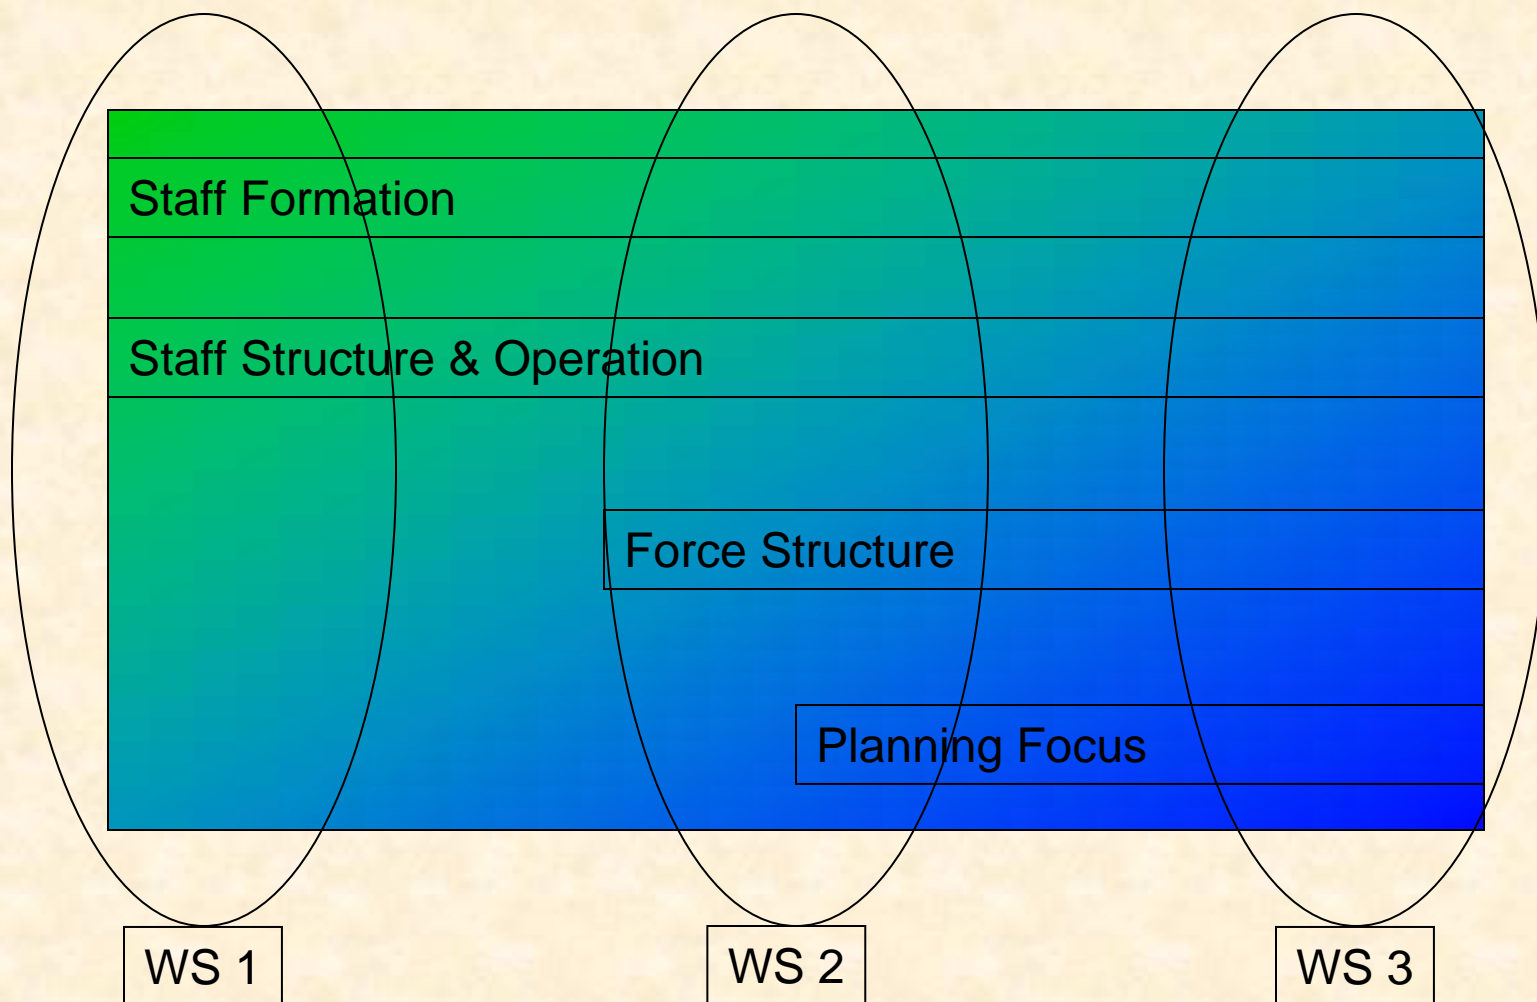 Staff Formation
Staff Structure & Operation
Force Structure
Planning Focus
WS 1
WS 2
WS 3